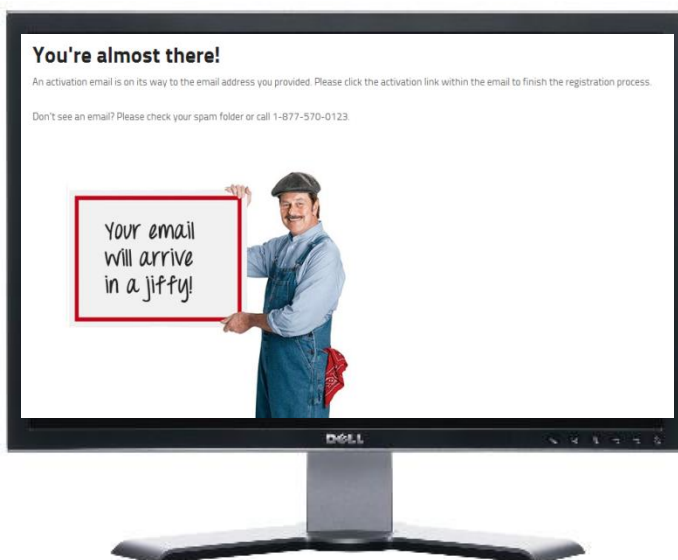 You're almost there!
An activation email is on its way to the email address you provided. Please click the activation link within the email to finish the registration process.
Don't see an email? Please check your spam folder or call 1-877-570-0123.
Your email
will arrive
in a jiffy!
DELL